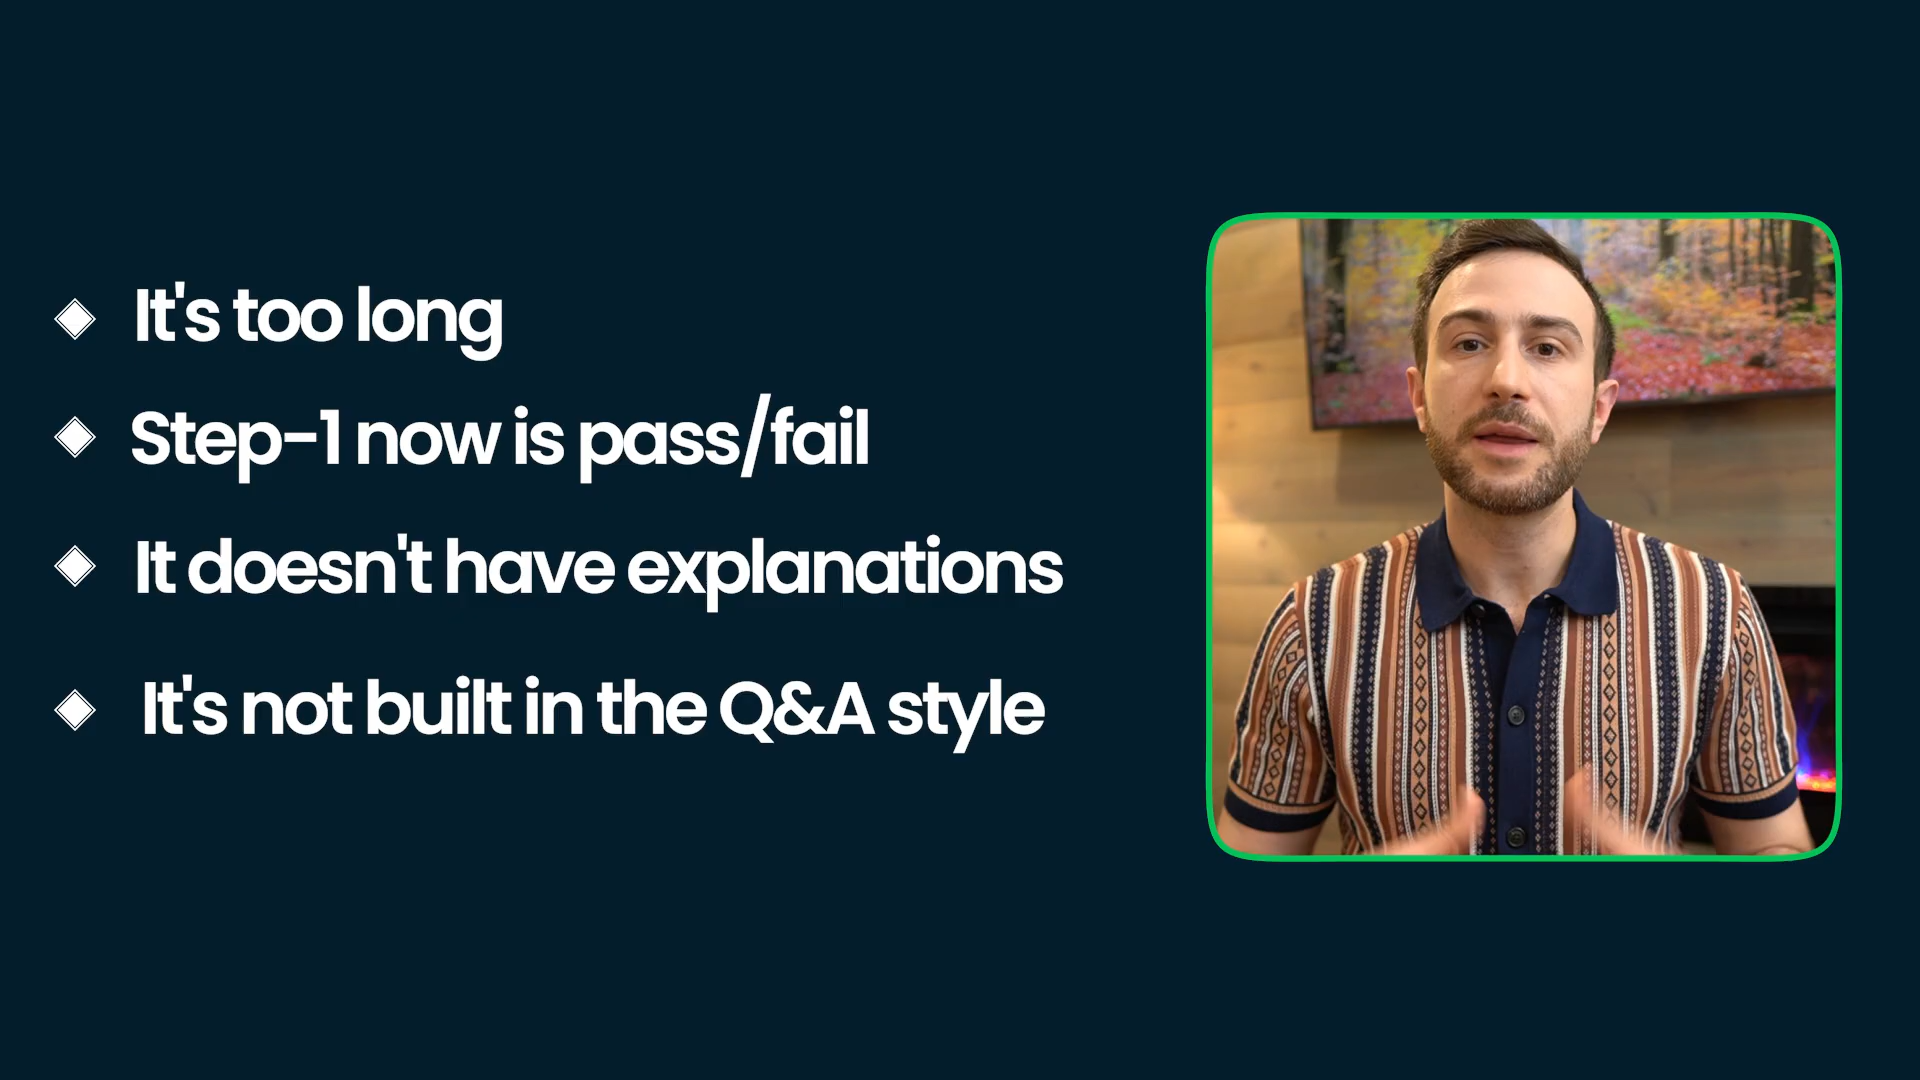 It's too long
Step-1 now is pass/fail
It doesn't have explanations
It's not built in the Q&A style